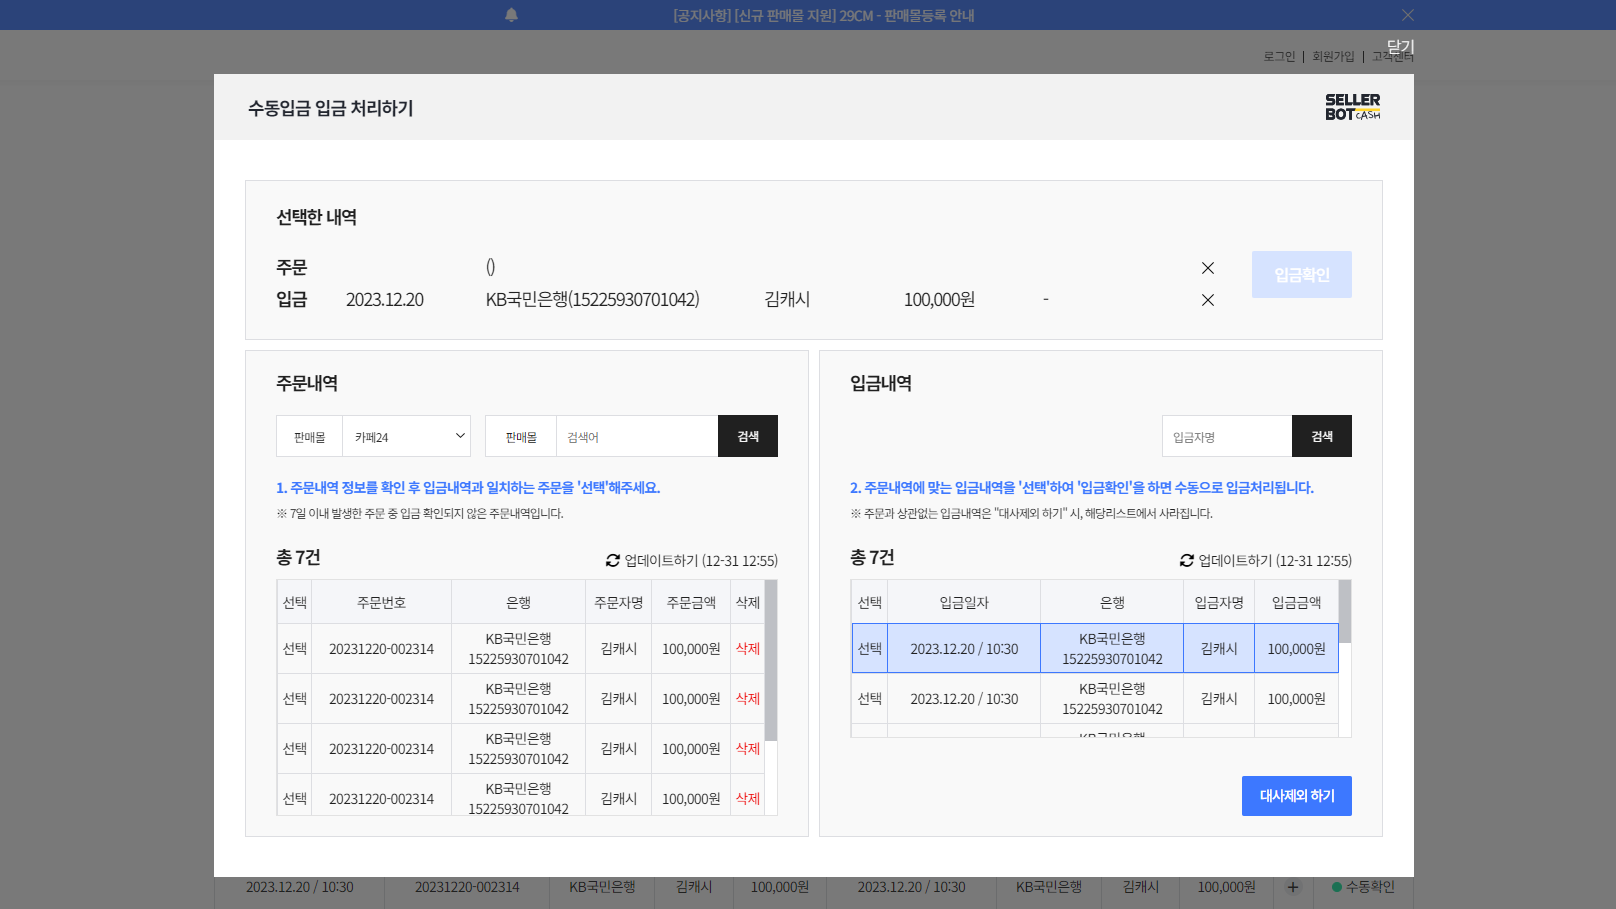 [공지사항] [신규 판매몰 지원] 29CM - 판매몰등록 안내
닫기
로그인 | 회원가입 | 고객센터
수동입금 입금 처리하기
SELLER
BOT CASH
선택한 내역
주문 ()
입금 2023.12.20 KB국민은행(15225930701042) 김캐시 100,000원 -
입금확인
주문내역
판매몰 카페24 판매몰 검색어 검색
1. 주문내역 정보를 확인 후 입금내역과 일치하는 주문을 '선택'해주세요.
※ 7일 이내 발생한 주문 중 입금 확인되지 않은 주문내역입니다.
총 7건 업데이트하기 (12-31 12:55)
선택 주문번호 은행 주문자명 주문금액 삭제
선택 20231220-002314 KB국민은행 15225930701042 김캐시 100,000원 삭제
선택 20231220-002314 KB국민은행 15225930701042 김캐시 100,000원 삭제
선택 20231220-002314 KB국민은행 15225930701042 김캐시 100,000원 삭제
선택 20231220-002314 KB국민은행 15225930701042 김캐시 100,000원 삭제
입금내역
입금자명 검색
2. 주문내역에 맞는 입금내역을 '선택'하여 '입금확인'을 하면 수동으로 입금처리됩니다.
※ 주문과 상관없는 입금내역은 "대사제외 하기" 시, 해당리스트에서 사라집니다.
총 7건 업데이트하기 (12-31 12:55)
선택 입금일자 은행 입금자명 입금금액
선택 2023.12.20 / 10:30 KB국민은행 15225930701042 김캐시 100,000원
선택 2023.12.20 / 10:30 KB국민은행 15225930701042 김캐시 100,000원
KB국민은행
대사제외 하기
2023.12.20 / 10:30 20231220-002314 KB국민은행 김캐시 100,000원 2023.12.20 / 10:30 KB국민은행 김캐시 100,000원 + 수동확인